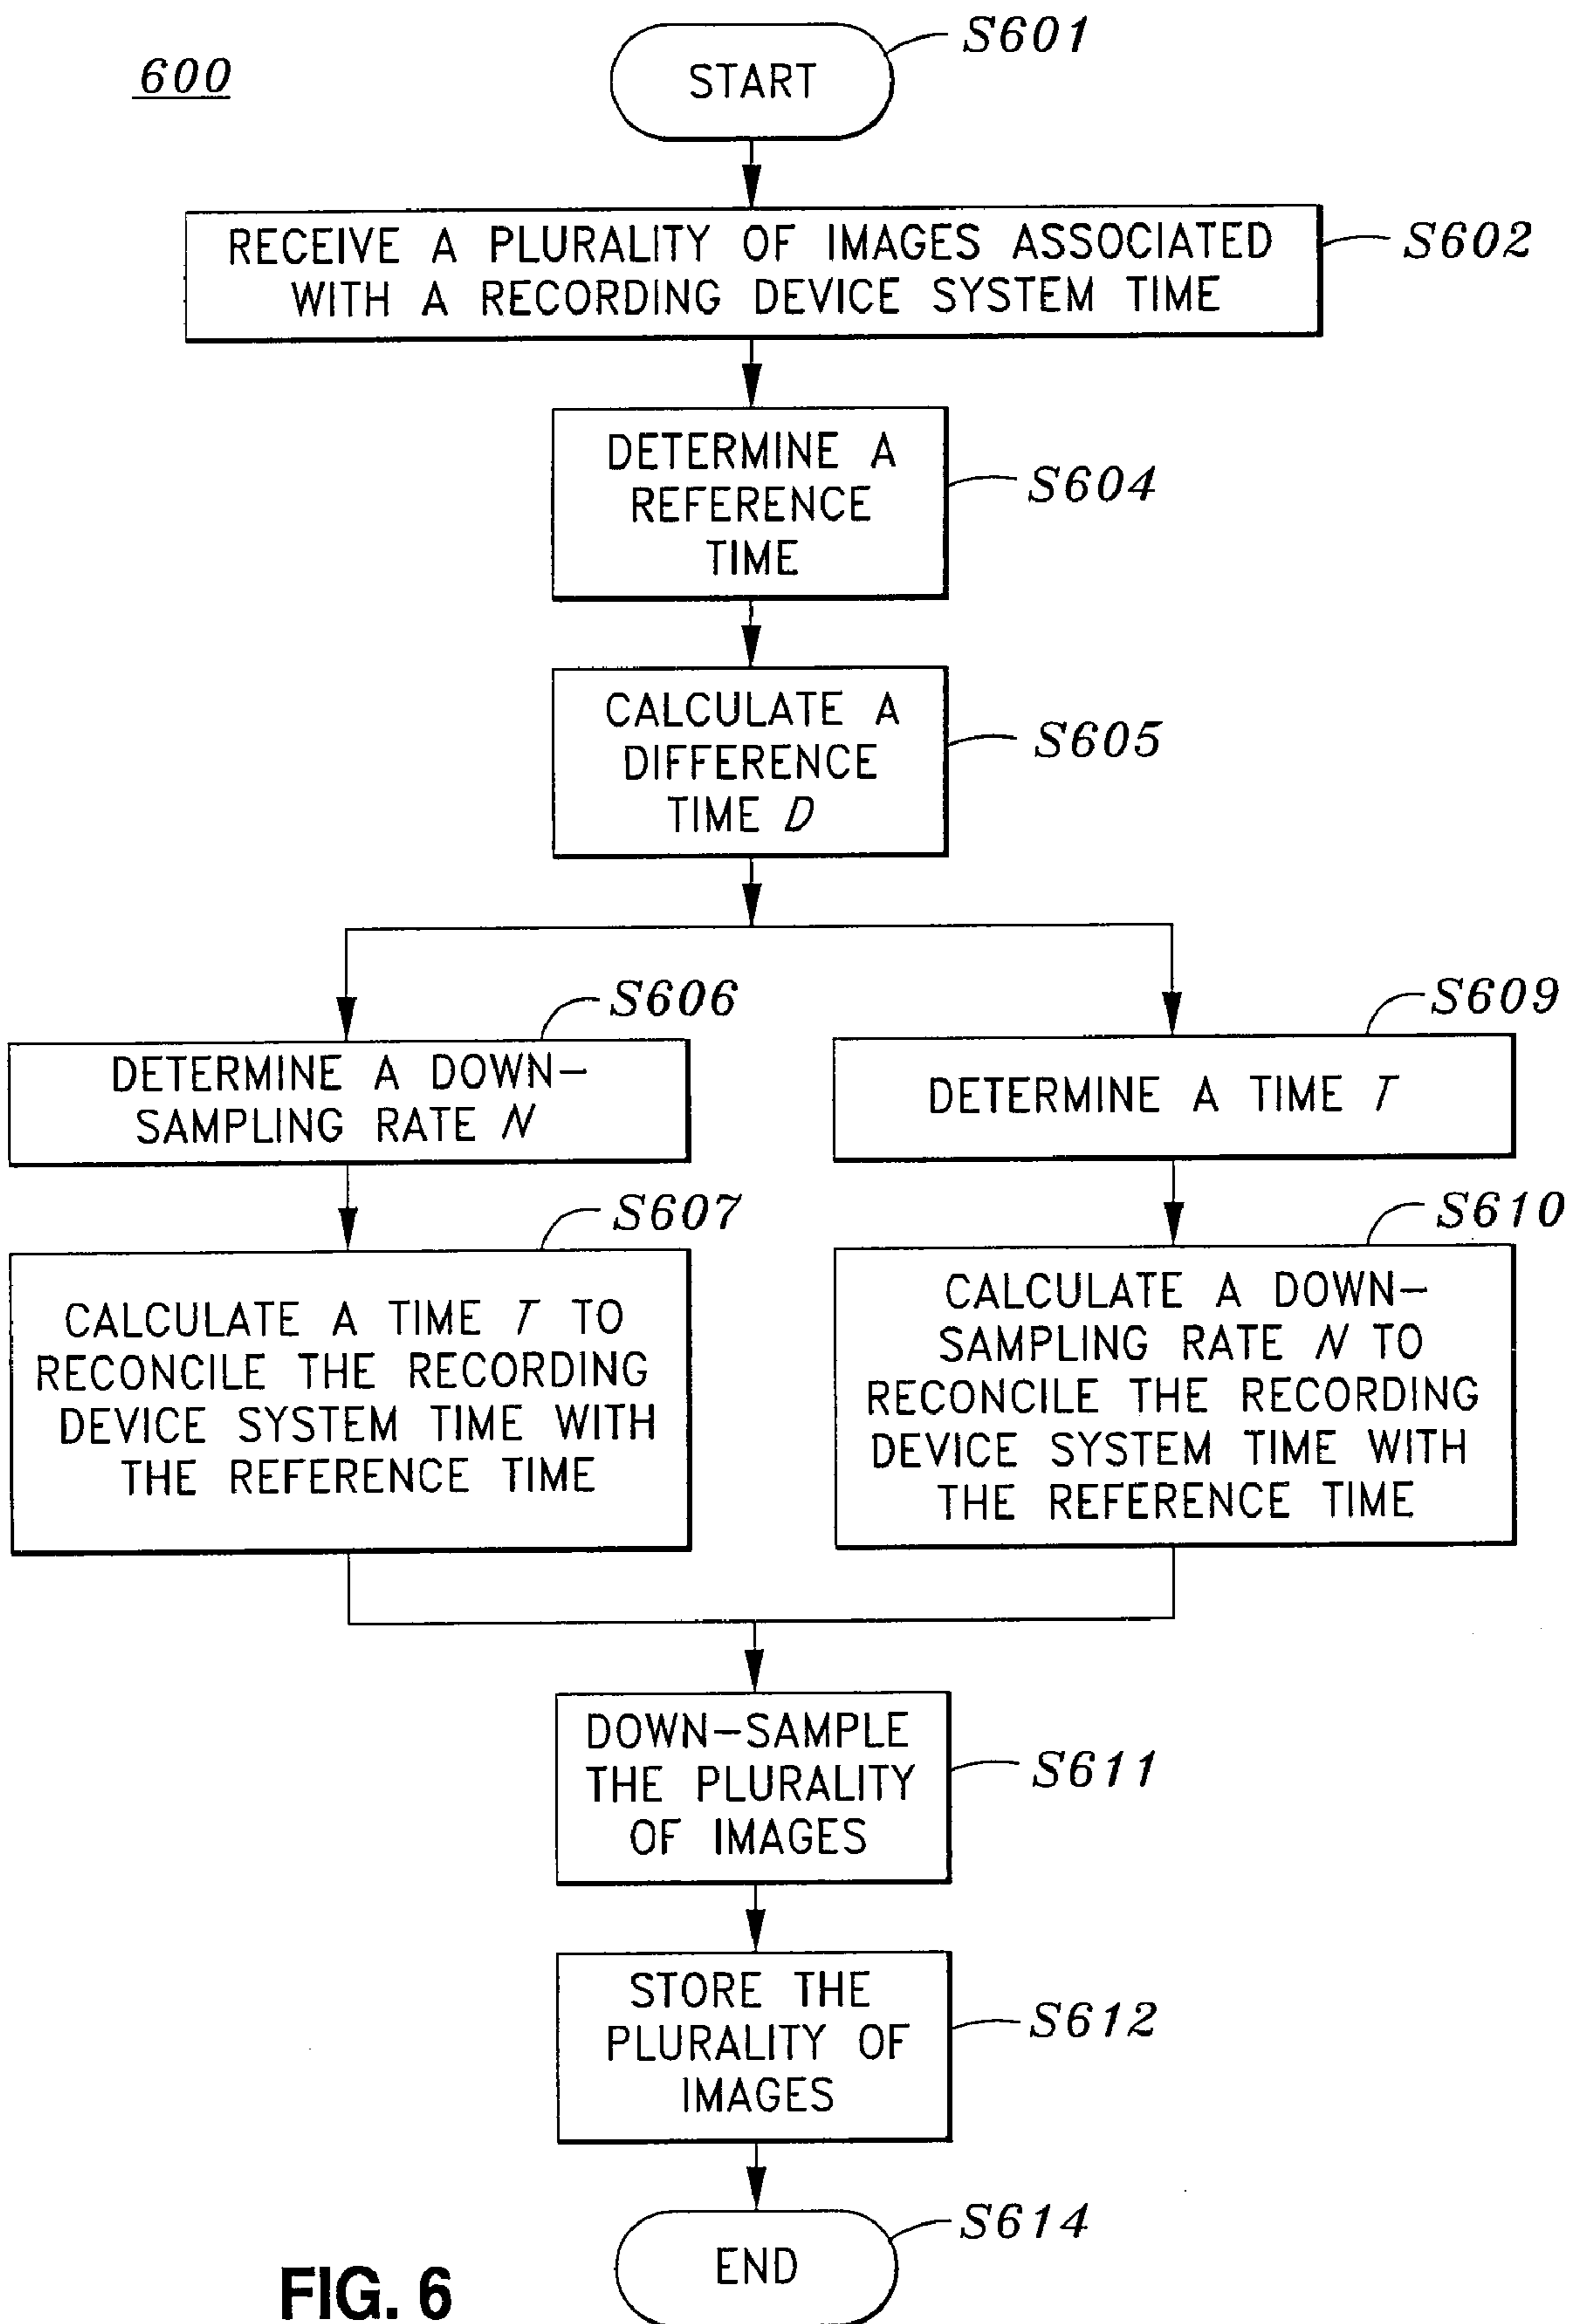 600
START
S601
RECEIVE A PLURALITY OF IMAGES ASSOCIATED
WITH A RECORDING DEVICE SYSTEM TIME
S602
DETERMINE A
REFERENCE
TIME
S604
CALCULATE A
DIFFERENCE
TIME D
S605
S606
DETERMINE A DOWN-
SAMPLING RATE N
S609
DETERMINE A TIME T
S607
CALCULATE A TIME T TO
RECONCILE THE RECORDING
DEVICE SYSTEM TIME WITH
THE REFERENCE TIME
S610
CALCULATE A DOWN-
SAMPLING RATE N TO
RECONCILE THE RECORDING
DEVICE SYSTEM TIME WITH
THE REFERENCE TIME
DOWN-SAMPLE
THE PLURALITY
OF IMAGES
S611
STORE THE
PLURALITY OF
IMAGES
S612
END
S614
FIG. 6